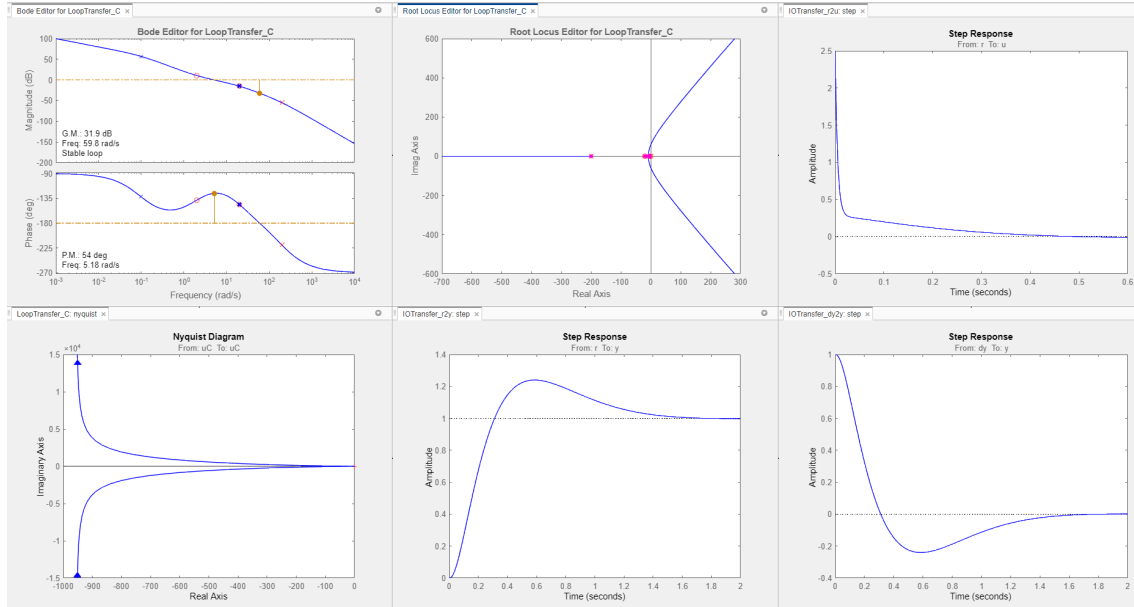 Bode Editor for LoopTransfer_C ×
Bode Editor for LoopTransfer_C
Magnitude (dB)
100
50
0
-50
-100
-150
-200
G.M.: 31.9 dB
Freq: 59.8 rad/s
Stable loop
Phase (deg)
-90
-135
-180
-225
-270
P.M.: 54 deg
Freq: 5.18 rad/s
10^-3 10^-2 10^-1 10^0 10^1 10^2 10^3 10^4
Frequency (rad/s)
Root Locus Editor for LoopTransfer_C ×
Root Locus Editor for LoopTransfer_C
Imag Axis
600
400
200
0
-200
-400
-600
-700 -600 -500 -400 -300 -200 -100 0 100 200 300
Real Axis
IOTransfer_r2u: step ×
Step Response
From: r To: u
Amplitude
2.5
2
1.5
1
0.5
0
-0.5
0 0.1 0.2 0.3 0.4 0.5 0.6
Time (seconds)
LoopTransfer_C: nyquist ×
Nyquist Diagram
From: uC To: uC
×10^4
Imaginary Axis
1.5
1
0.5
0
-0.5
-1
-1.5
-1000 -900 -800 -700 -600 -500 -400 -300 -200 -100 0
Real Axis
IOTransfer_r2y: step ×
Step Response
From: r To: y
Amplitude
1.4
1.2
1
0.8
0.6
0.4
0.2
0
0 0.2 0.4 0.6 0.8 1 1.2 1.4 1.6 1.8 2
Time (seconds)
IOTransfer_dy2y: step ×
Step Response
From: dy To: y
Amplitude
1
0.8
0.6
0.4
0.2
0
-0.2
-0.4
0 0.2 0.4 0.6 0.8 1 1.2 1.4 1.6 1.8 2
Time (seconds)